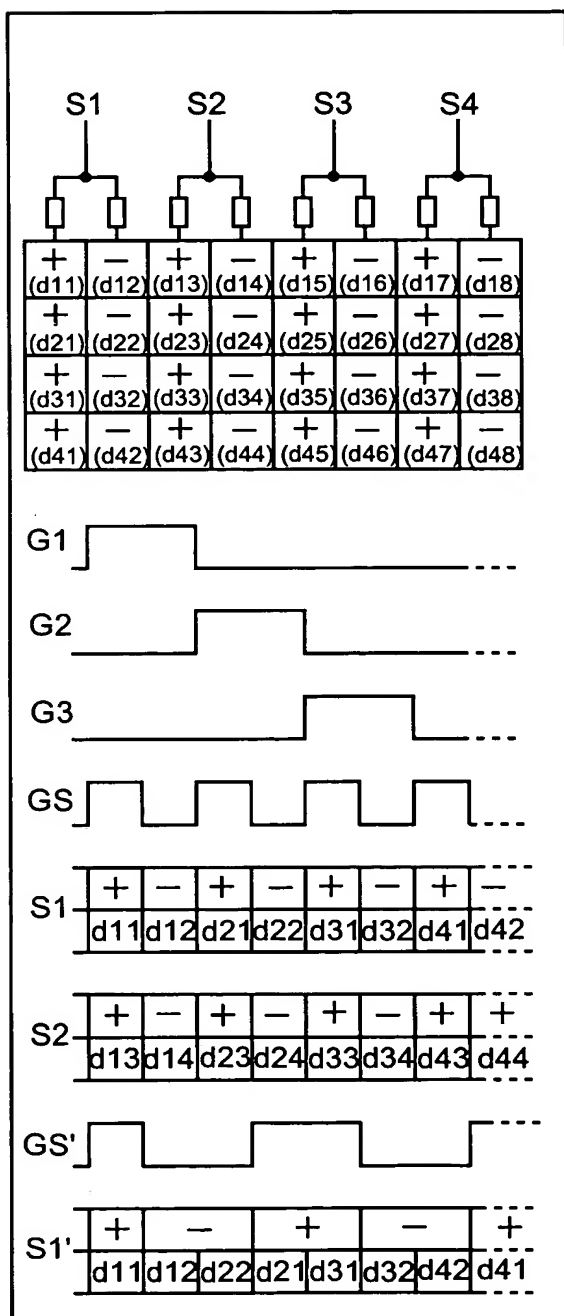 S1 S2 S3 S4
+ − + − + − + −
(d11) (d12) (d13) (d14) (d15) (d16) (d17) (d18)
+ − + − + − + −
(d21) (d22) (d23) (d24) (d25) (d26) (d27) (d28)
+ − + − + − + −
(d31) (d32) (d33) (d34) (d35) (d36) (d37) (d38)
+ − + − + − + −
(d41) (d42) (d43) (d44) (d45) (d46) (d47) (d48)
G1
G2
G3
GS
S1
+ − + − + − + −
d11 d12 d21 d22 d31 d32 d41 d42
S2
+ − + − + − + +
d13 d14 d23 d24 d33 d34 d43 d44
GS'
S1'
+ − + − +
d11 d12 d22 d21 d31 d32 d42 d41